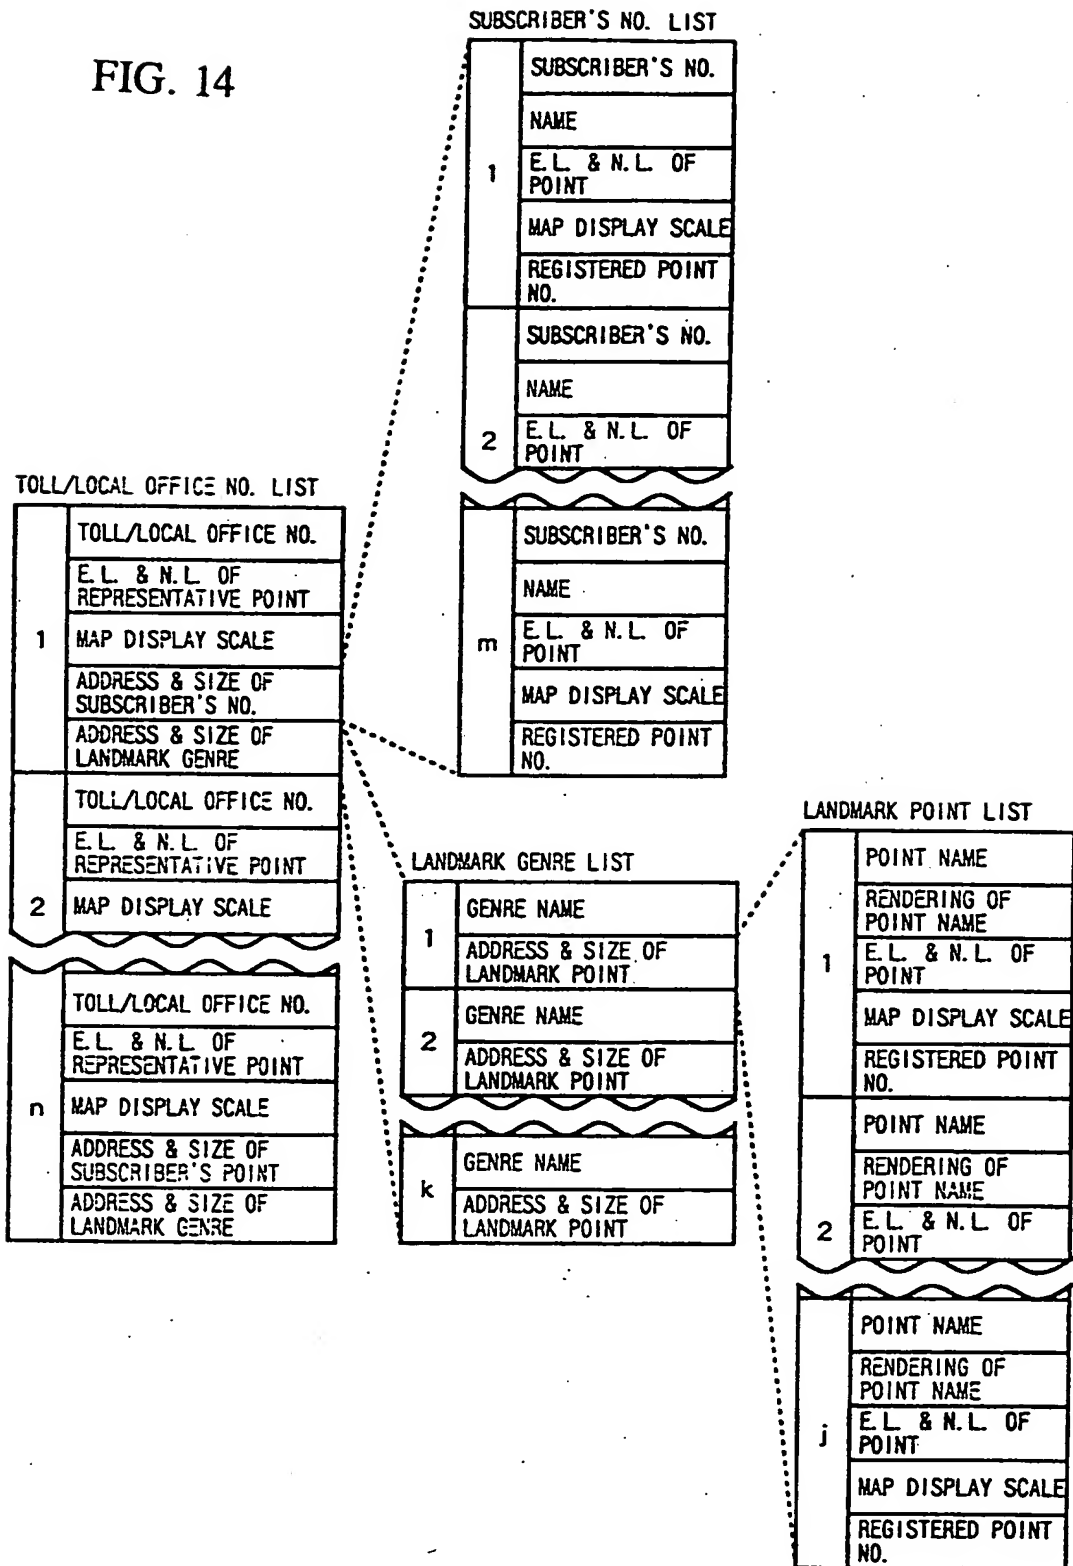 FIG. 14
SUBSCRIBER'S NO. LIST
1
SUBSCRIBER'S NO.
NAME
E.L. & N.L. OF
POINT
MAP DISPLAY SCALE
REGISTERED POINT
NO.
2
SUBSCRIBER'S NO.
NAME
E.L. & N.L. OF
POINT
m
SUBSCRIBER'S NO.
NAME
E.L. & N.L. OF
POINT
MAP DISPLAY SCALE
REGISTERED POINT
NO.
TOLL/LOCAL OFFICE NO. LIST
1
TOLL/LOCAL OFFICE NO.
E.L. & N.L. OF
REPRESENTATIVE POINT
MAP DISPLAY SCALE
ADDRESS & SIZE OF
SUBSCRIBER'S NO.
ADDRESS & SIZE OF
LANDMARK GENRE
2
TOLL/LOCAL OFFICE NO.
E.L. & N.L. OF
REPRESENTATIVE POINT
MAP DISPLAY SCALE
n
TOLL/LOCAL OFFICE NO.
E.L. & N.L. OF
REPRESENTATIVE POINT
MAP DISPLAY SCALE
ADDRESS & SIZE OF
SUBSCRIBER'S POINT
ADDRESS & SIZE OF
LANDMARK GENRE
LANDMARK GENRE LIST
1
GENRE NAME
ADDRESS & SIZE OF
LANDMARK POINT
2
GENRE NAME
ADDRESS & SIZE OF
LANDMARK POINT
k
GENRE NAME
ADDRESS & SIZE OF
LANDMARK POINT
LANDMARK POINT LIST
1
POINT NAME
RENDERING OF
POINT NAME
E.L. & N.L. OF
POINT
MAP DISPLAY SCALE
REGISTERED POINT
NO.
2
POINT NAME
RENDERING OF
POINT NAME
E.L. & N.L. OF
POINT
j
POINT NAME
RENDERING OF
POINT NAME
E.L. & N.L. OF
POINT
MAP DISPLAY SCALE
REGISTERED POINT
NO.